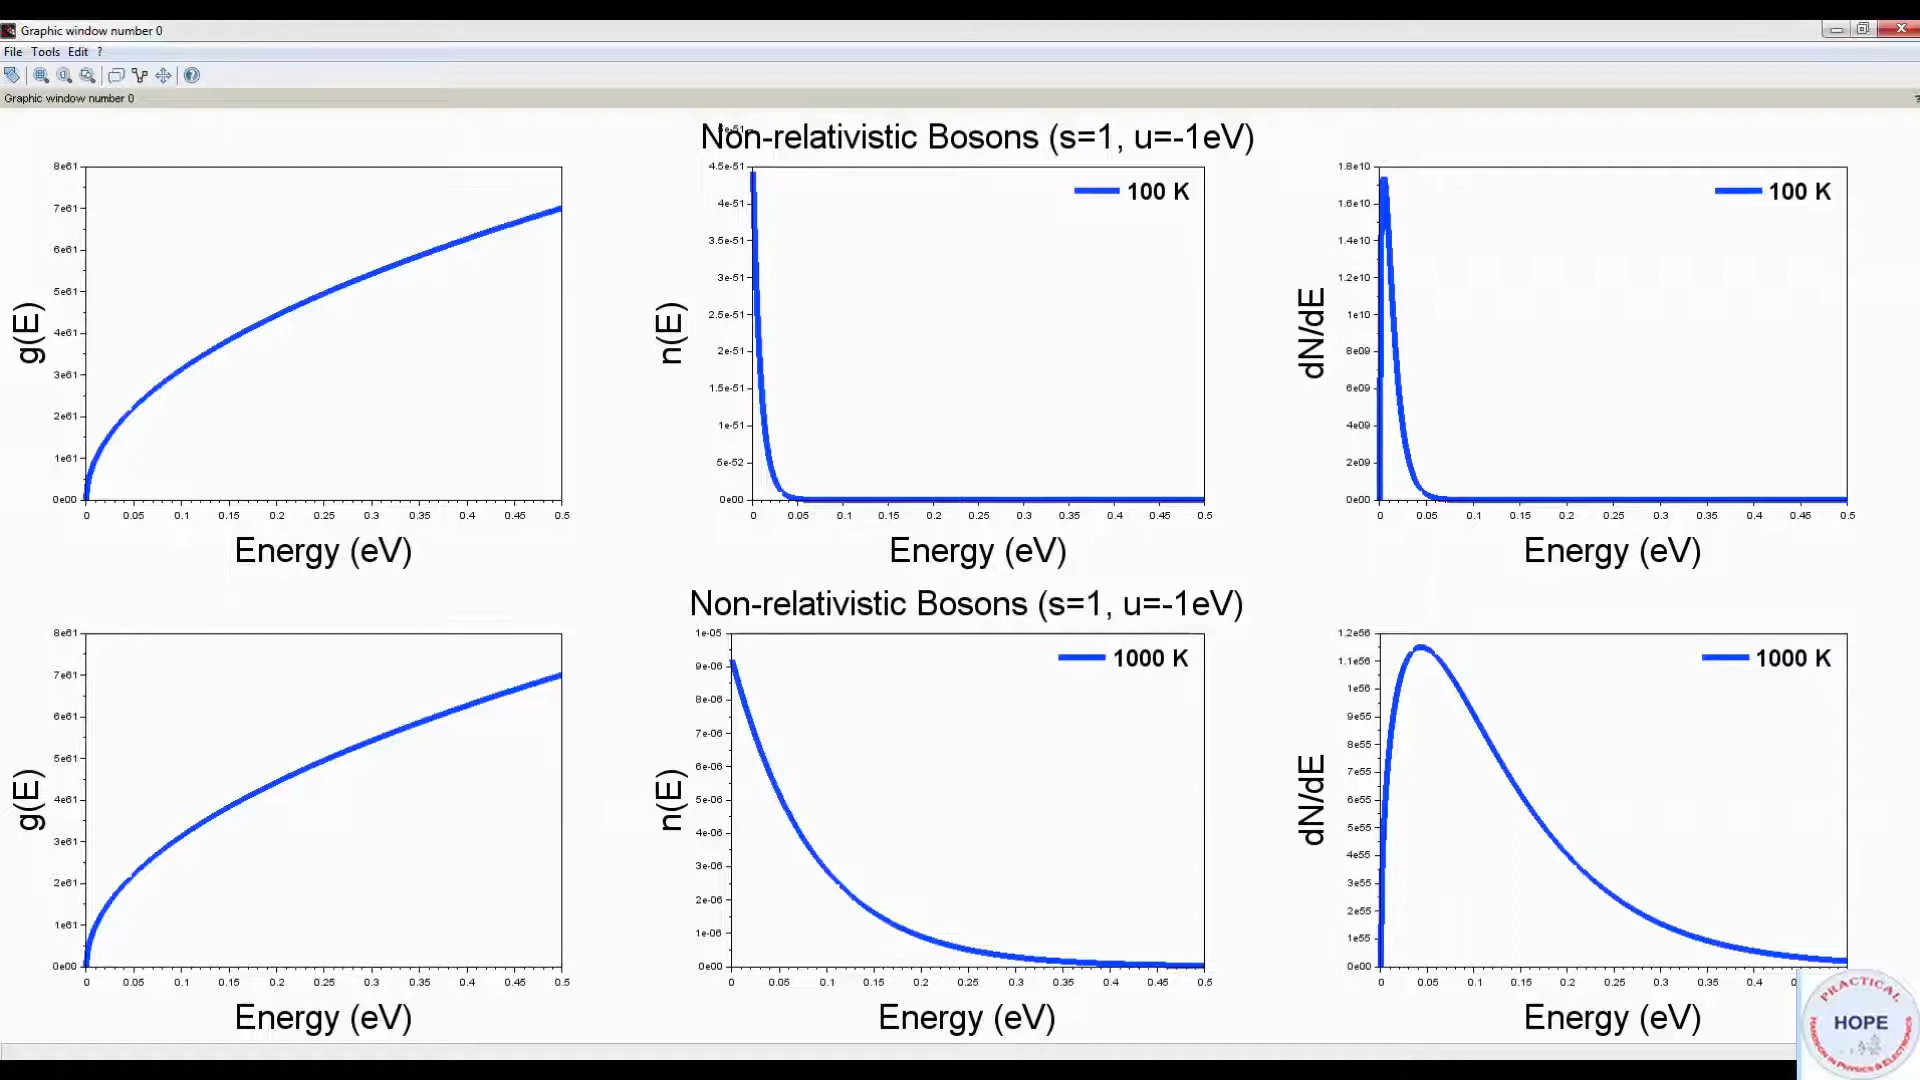 Graphic window number 0
File Tools Edit ?
Graphic window number 0
Non-relativistic Bosons (s=1, u=-1eV)
g(E)
8e61
7e61
6e61
5e61
4e61
3e61
2e61
1e61
0e00
0 0.05 0.1 0.15 0.2 0.25 0.3 0.35 0.4 0.45 0.5
Energy (eV)
n(E)
4.5e-51
4e-51
3.5e-51
3e-51
2.5e-51
2e-51
1.5e-51
1e-51
5e-52
0e00
100 K
0 0.05 0.1 0.15 0.2 0.25 0.3 0.35 0.4 0.45 0.5
Energy (eV)
dN/dE
1.8e10
1.6e10
1.4e10
1.2e10
1e10
8e09
6e09
4e09
2e09
0e00
100 K
0 0.05 0.1 0.15 0.2 0.25 0.3 0.35 0.4 0.45 0.5
Energy (eV)
Non-relativistic Bosons (s=1, u=-1eV)
g(E)
8e61
7e61
6e61
5e61
4e61
3e61
2e61
1e61
0e00
0 0.05 0.1 0.15 0.2 0.25 0.3 0.35 0.4 0.45 0.5
Energy (eV)
n(E)
1e-05
9e-06
8e-06
7e-06
6e-06
5e-06
4e-06
3e-06
2e-06
1e-06
0e00
1000 K
0 0.05 0.1 0.15 0.2 0.25 0.3 0.35 0.4 0.45 0.5
Energy (eV)
dN/dE
1.2e56
1.1e56
1e56
9e55
8e55
7e55
6e55
5e55
4e55
3e55
2e55
1e55
0e00
1000 K
0 0.05 0.1 0.15 0.2 0.25 0.3 0.35 0.4
Energy (eV)
PRACTICAL
HOPE
HANDSON IN PHYSICS & ELECTRONICS